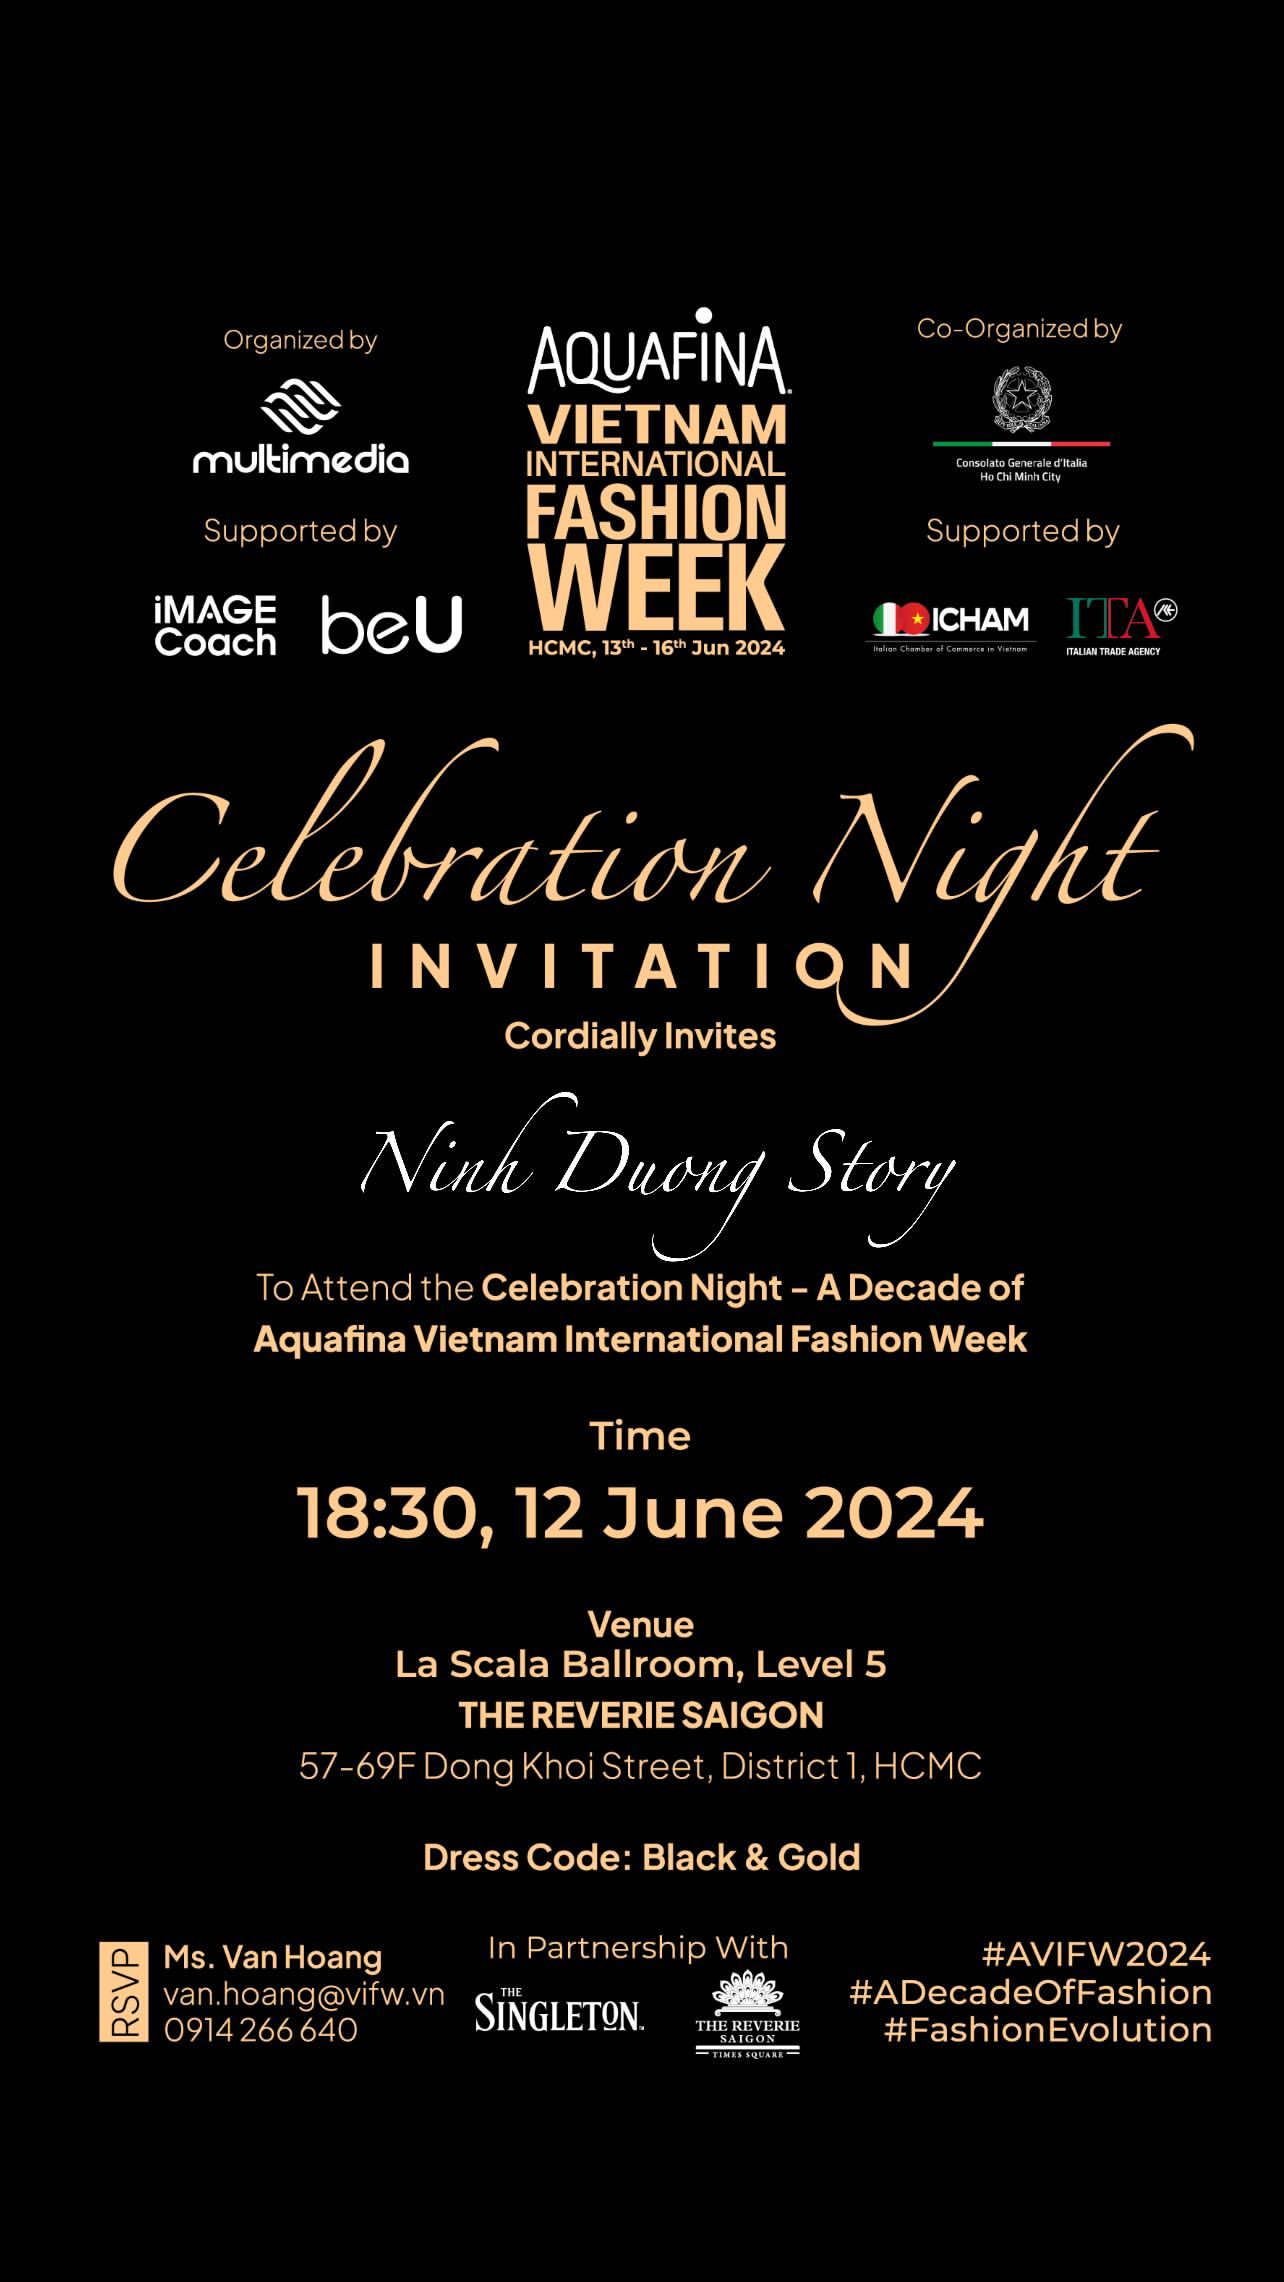 Organized by
multimedia
Supported by
iMAGE
Coach
beU
AQUAFINA
VIETNAM
INTERNATIONAL
FASHION
WEEK
HCMC, 13th - 16th Jun 2024
Co-Organized by
Consolato Generale d'Italia
Ho Chi Minh City
Supported by
ICHAM
Italian Chamber of Commerce in Vietnam
ITA
ITALIAN TRADE AGENCY
Celebration Night
INVITATION
Cordially Invites
Ninh Duong Story
To Attend the Celebration Night – A Decade of
Aquafina Vietnam International Fashion Week
Time
18:30, 12 June 2024
Venue
La Scala Ballroom, Level 5
THE REVERIE SAIGON
57-69F Dong Khoi Street, District 1, HCMC
Dress Code: Black & Gold
RSVP
Ms. Van Hoang
van.hoang@vifw.vn
0914 266 640
In Partnership With
THE
SINGLETON
THE REVERIE
SAIGON
TIMES SQUARE
#AVIFW2024
#ADecadeOfFashion
#FashionEvolution